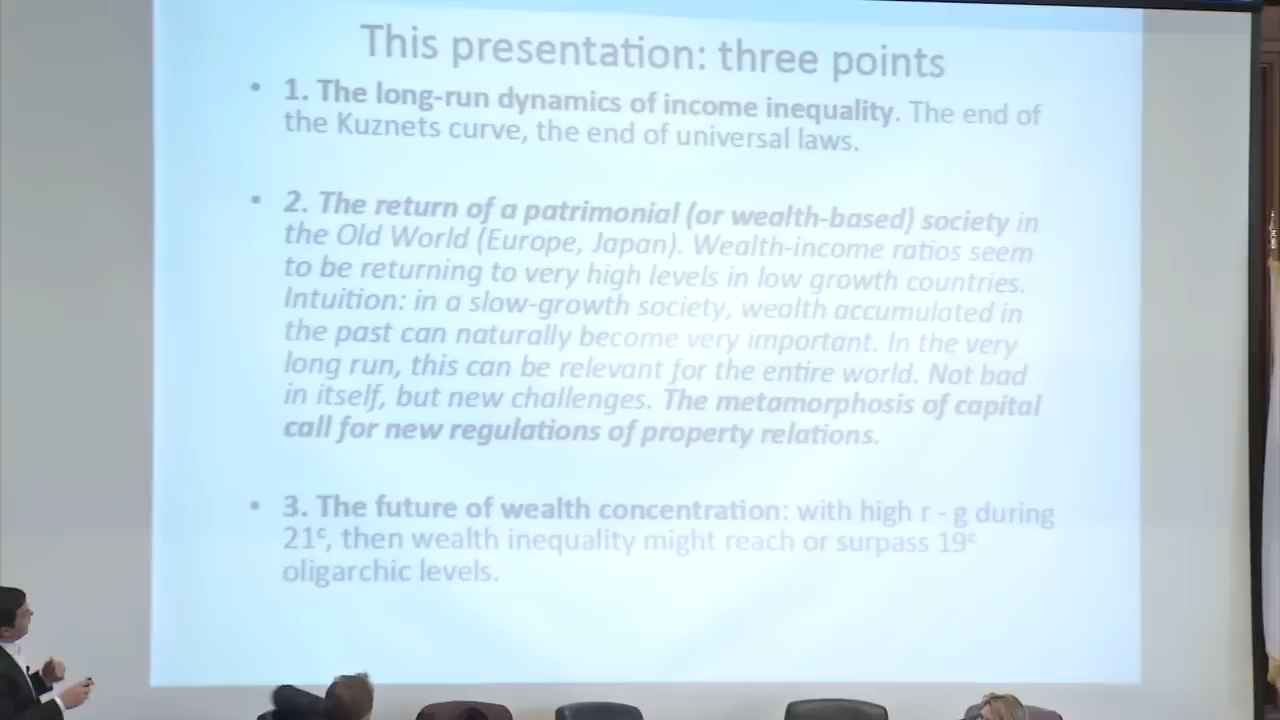 This presentation: three points
• 1. The long-run dynamics of income inequality. The end of
the Kuznets curve, the end of universal laws.
• 2. The return of a patrimonial (or wealth-based) society in
the Old World (Europe, Japan). Wealth-income ratios seem
to be returning to very high levels in low growth countries.
Intuition: in a slow-growth society, wealth accumulated in
the past can naturally become very important. In the very
long run, this can be relevant for the entire world. Not bad
in itself, but new challenges. The metamorphosis of capital
call for new regulations of property relations.
• 3. The future of wealth concentration: with high r - g during
21ᶜ, then wealth inequality might reach or surpass 19ᶜ
oligarchic levels.